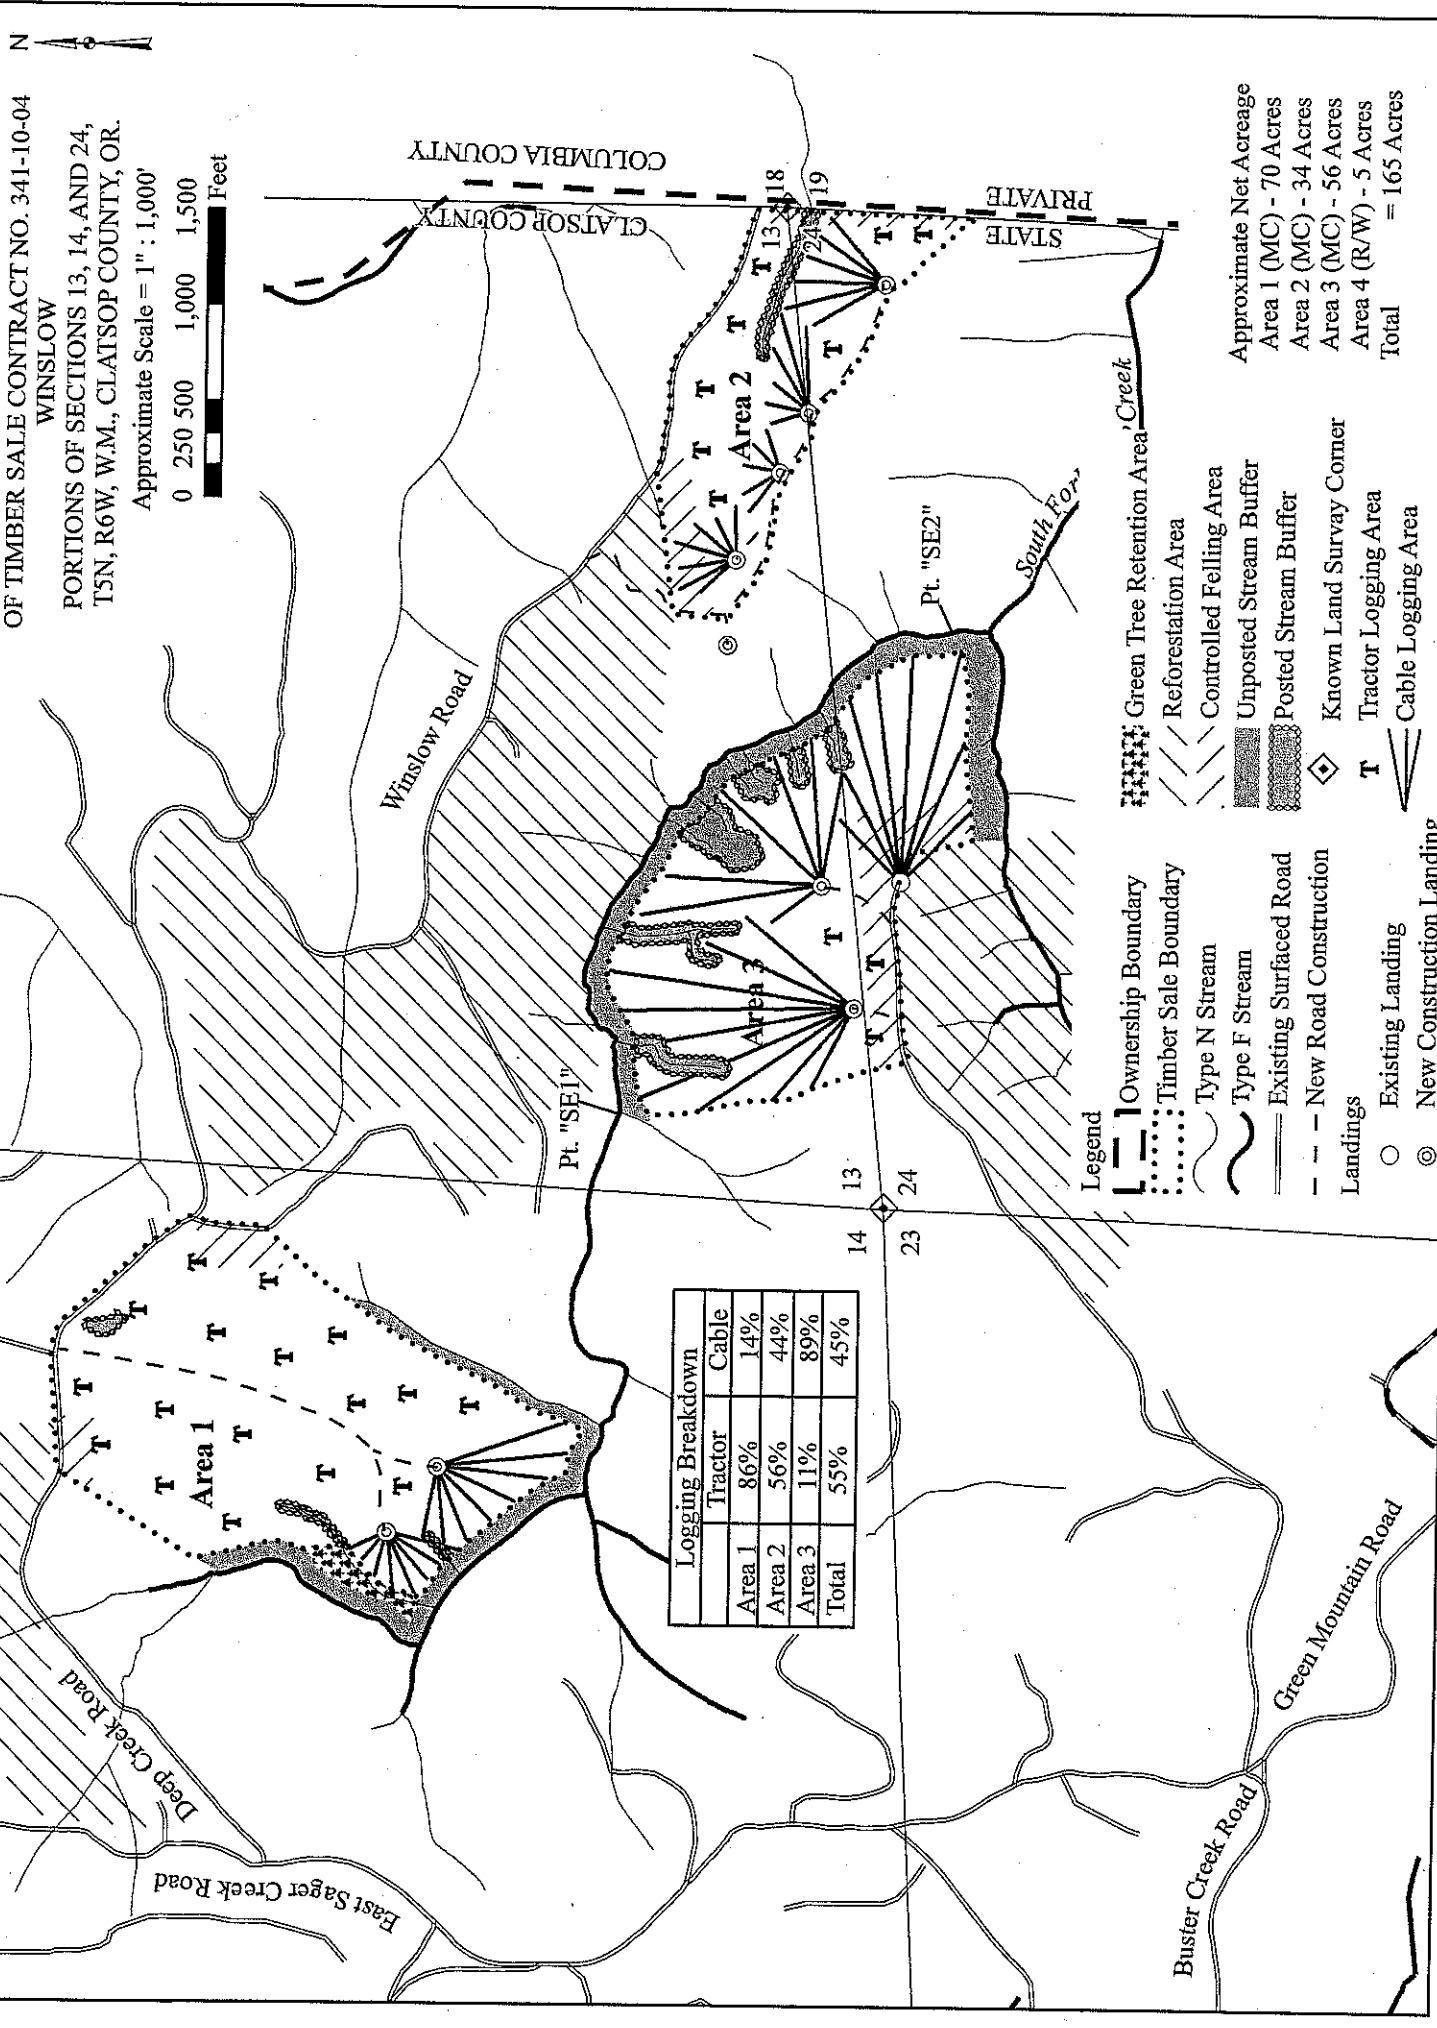 OF TIMBER SALE CONTRACT NO. 341-10-04
WINSLOW
PORTIONS OF SECTIONS 13, 14, AND 24,
T5N, R6W, W.M., CLATSOP COUNTY, OR.
Approximate Scale = 1" : 1,000'
0 250 500 1,000 1,500
Feet
N
COLUMBIA COUNTY
CLATSOP COUNTY
13 18
24 19
STATE
PRIVATE
Winslow Road
Deep Creek Road
East Sager Creek Road
Buster Creek Road
Green Mountain Road
South For
Creek
Area 1
T T T T T T T T T T T T T T T T
Area 2
T T T T T T T T
Area 3
T T T
Pt. "SE1"
Pt. "SE2"
14 13
23 24
Logging Breakdown
Tractor Cable
Area 1 86% 14%
Area 2 56% 44%
Area 3 11% 89%
Total 55% 45%
Legend
Ownership Boundary
Timber Sale Boundary
Type N Stream
Type F Stream
Existing Surfaced Road
New Road Construction
Landings
Existing Landing
New Construction Landing
Green Tree Retention Area
Reforestation Area
Controlled Felling Area
Unposted Stream Buffer
Posted Stream Buffer
Known Land Survay Corner
T Tractor Logging Area
Cable Logging Area
Approximate Net Acreage
Area 1 (MC) - 70 Acres
Area 2 (MC) - 34 Acres
Area 3 (MC) - 56 Acres
Area 4 (R/W) - 5 Acres
Total = 165 Acres